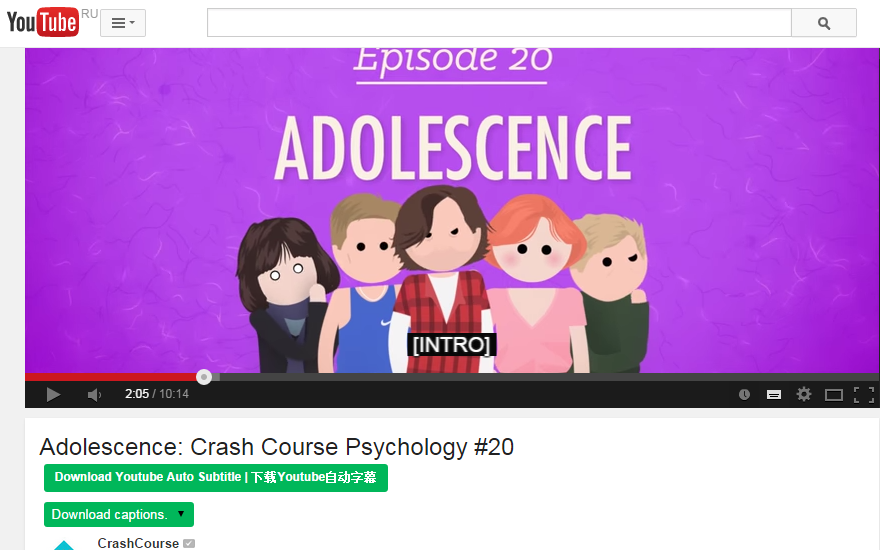 YouTube RU
Episode 20
ADOLESCENCE
[INTRO]
2:05 / 10:14
Adolescence: Crash Course Psychology #20
Download Youtube Auto Subtitle | 下载Youtube自动字幕
Download captions. ▼
CrashCourse